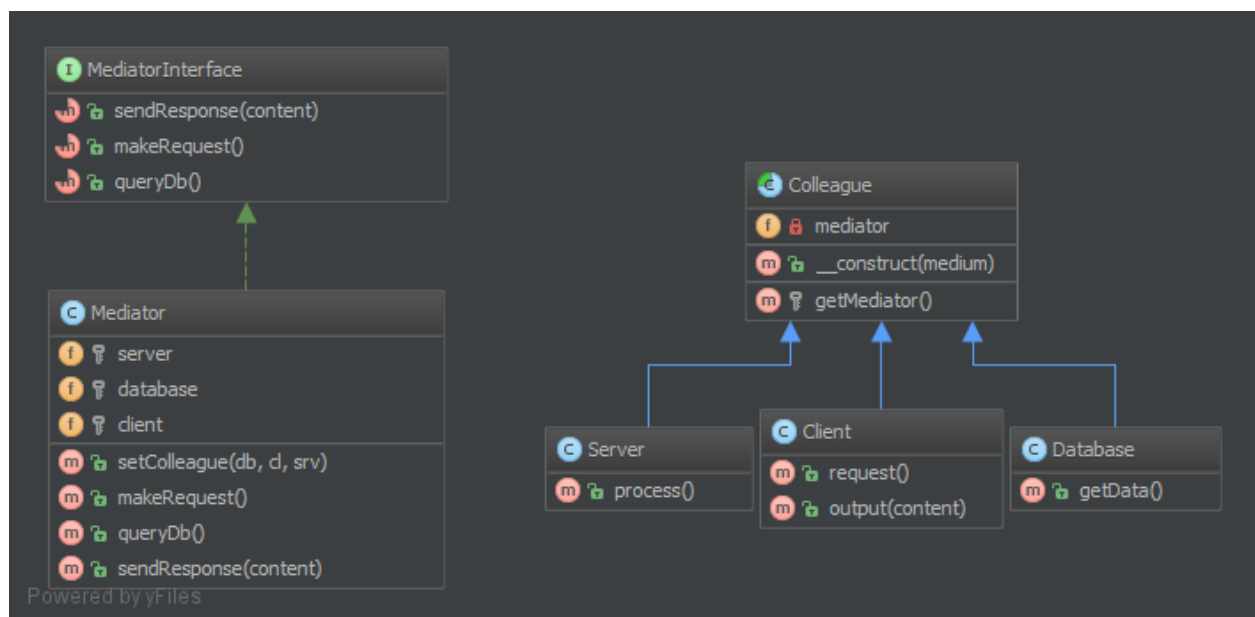 MediatorInterface
sendResponse(content)
makeRequest()
queryDb()
Mediator
server
database
client
setColleague(db, cl, srv)
makeRequest()
queryDb()
sendResponse(content)
Colleague
mediator
__construct(medium)
getMediator()
Server
process()
Client
request()
output(content)
Database
getData()
Powered by yFiles